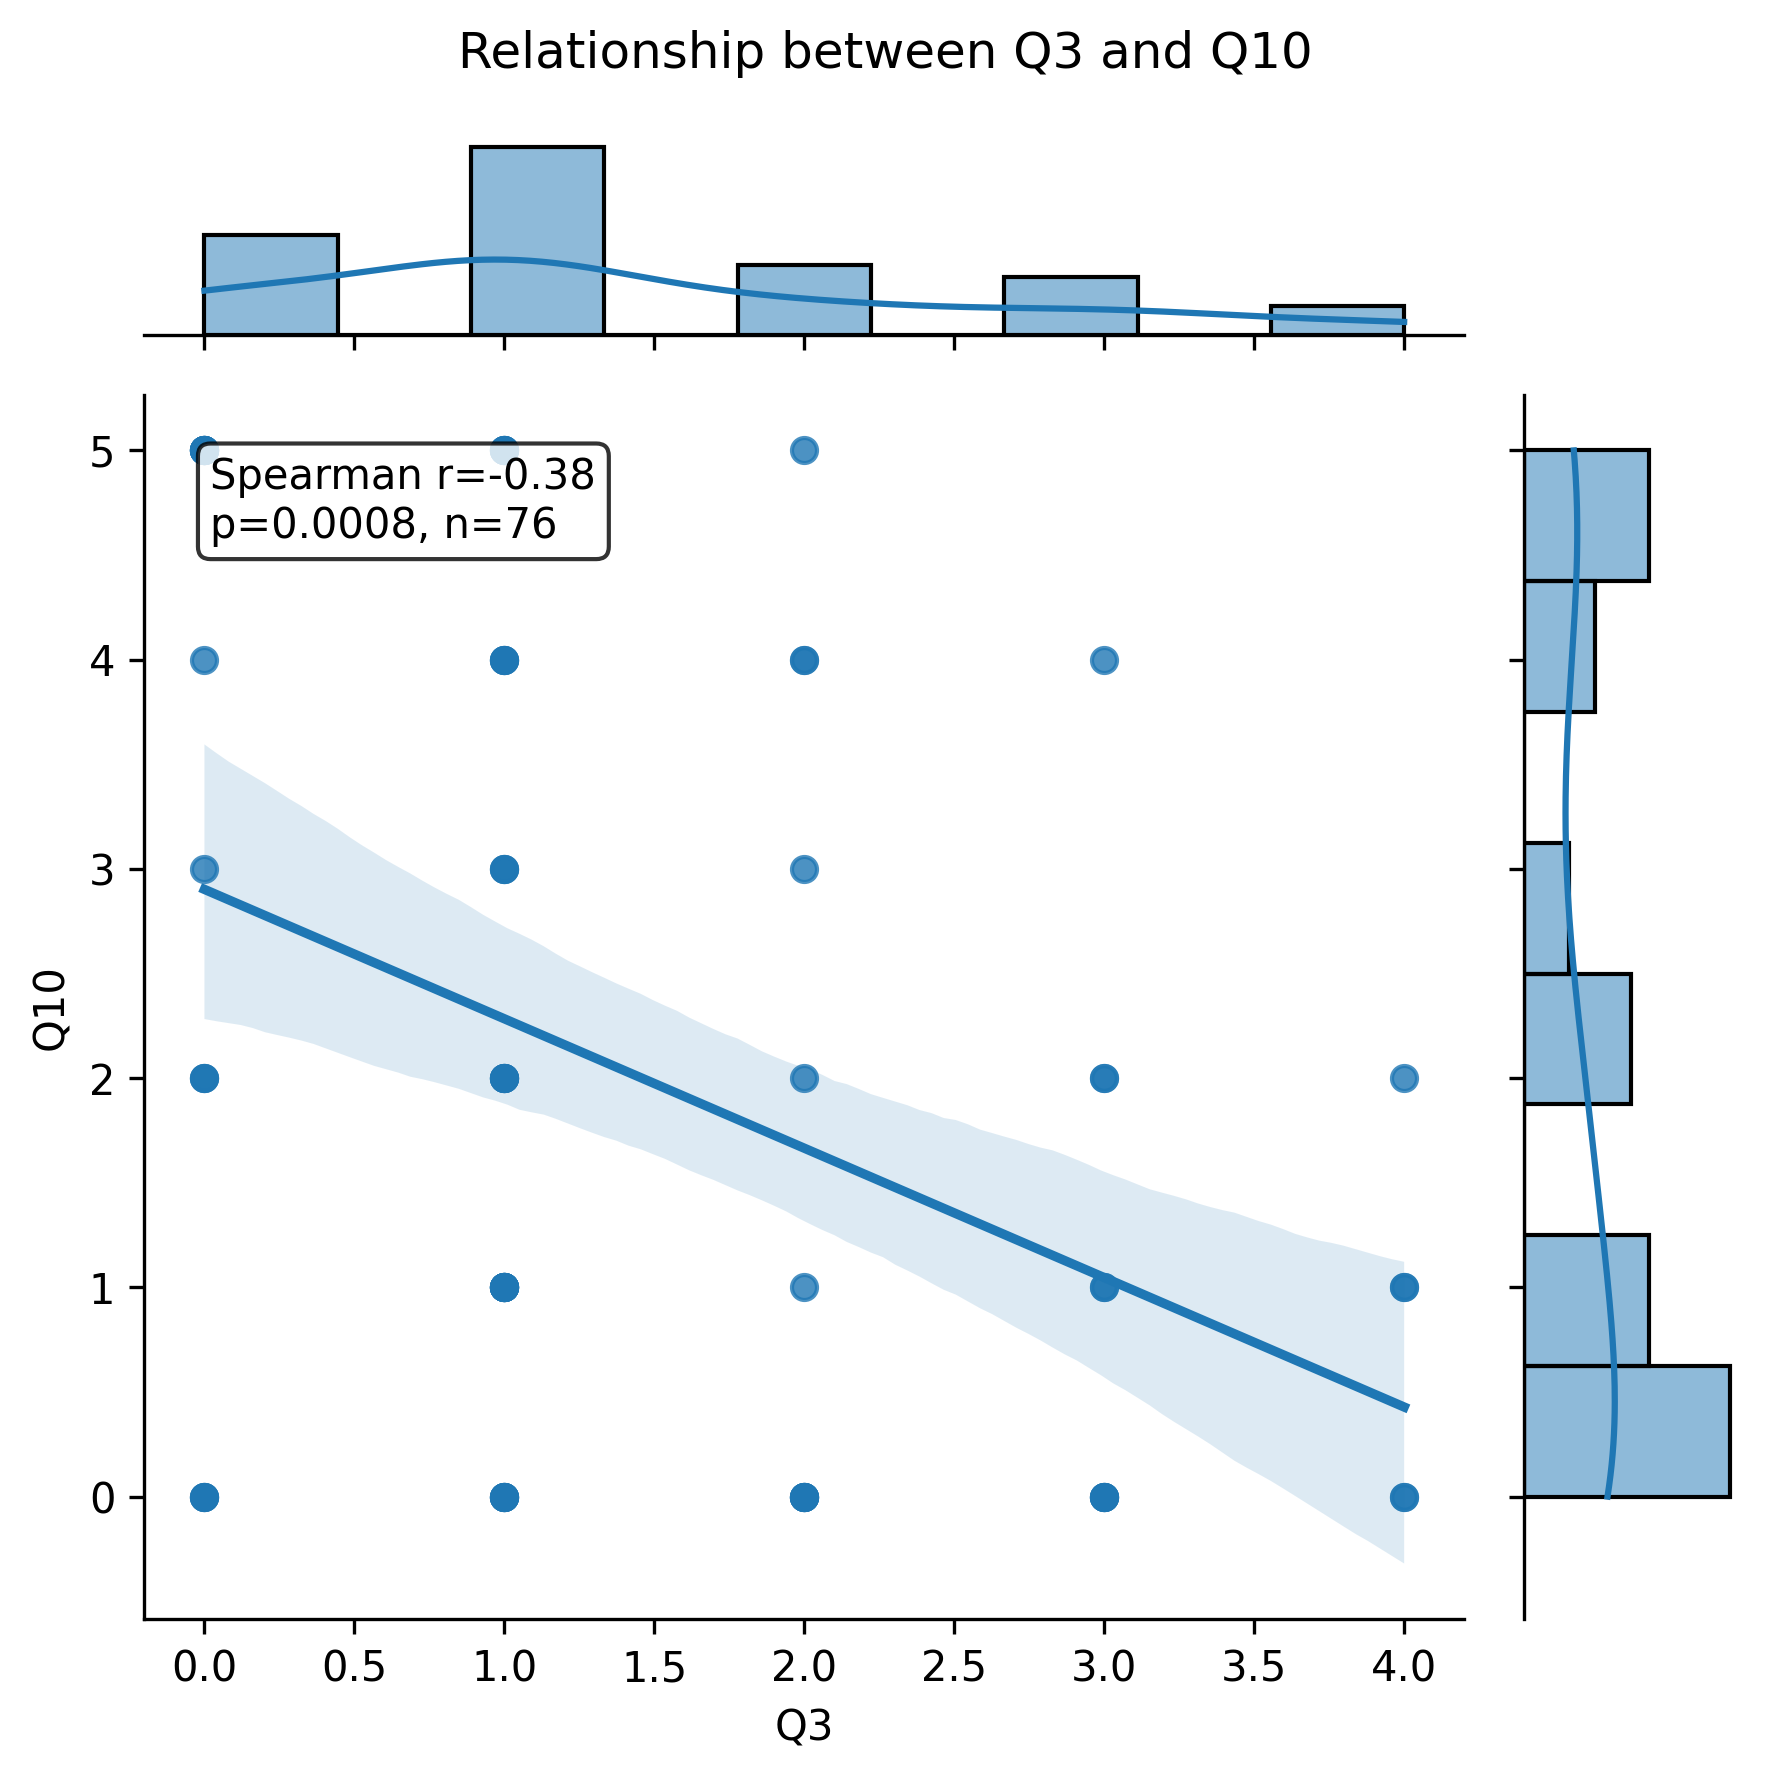 Relationship between Q3 and Q10
Spearman r=-0.38
p=0.0008, n=76
5
4
3
2
1
0
Q10
0.0 0.5 1.0 1.5 2.0 2.5 3.0 3.5 4.0
Q3